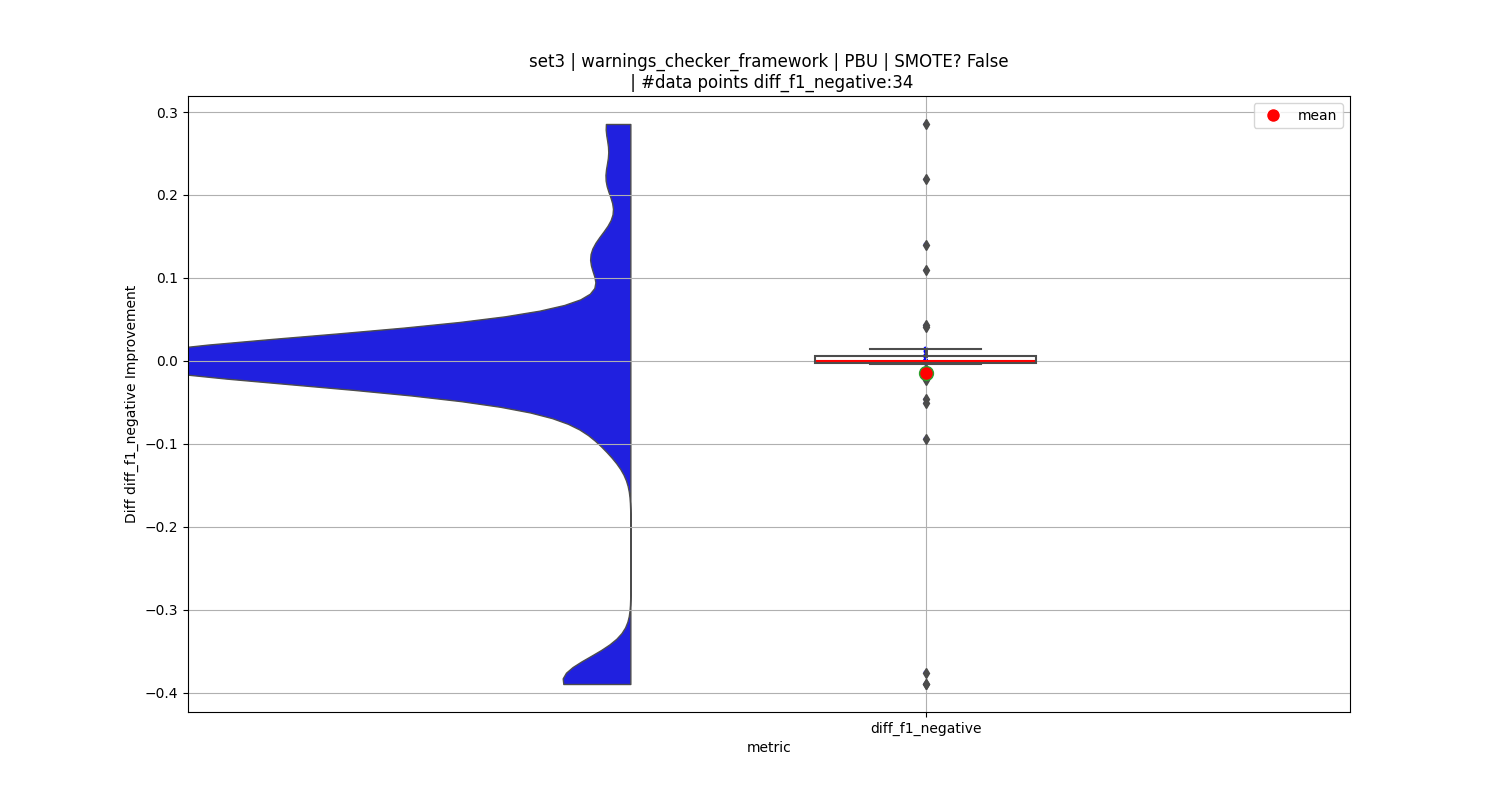 set3 | warnings_checker_framework | PBU | SMOTE? False
| #data points diff_f1_negative:34
mean
0.3
0.2
0.1
0.0
−0.1
−0.2
−0.3
−0.4
Diff diff_f1_negative Improvement
diff_f1_negative
metric